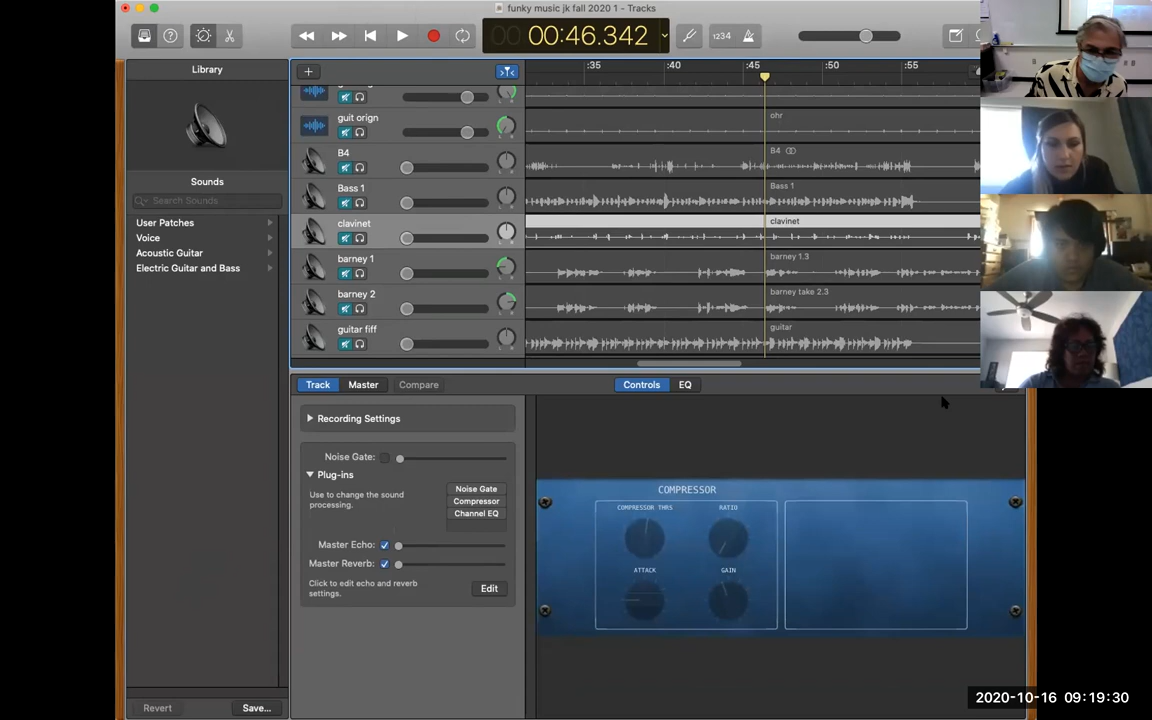 funky music jk fall 2020 1 - Tracks
00:46.342
1234
Library
:35 :40 :45 :50 :55
guit orign
ohr
B4
B4
Sounds
Bass 1
Bass 1
Search Sounds
User Patches
Voice
Acoustic Guitar
Electric Guitar and Bass
clavinet
clavinet
barney 1
barney 1.3
barney 2
barney take 2.3
guitar fiff
guitar
Track Master Compare
Controls EQ
Recording Settings
Noise Gate:
Plug-ins
Use to change the sound
processing.
Noise Gate
Compressor
Channel EQ
COMPRESSOR
COMPRESSOR THRS RATIO
ATTACK GAIN
Master Echo:
Master Reverb:
Click to edit echo and reverb
settings.
Edit
Revert Save...
2020-10-16 09:19:30